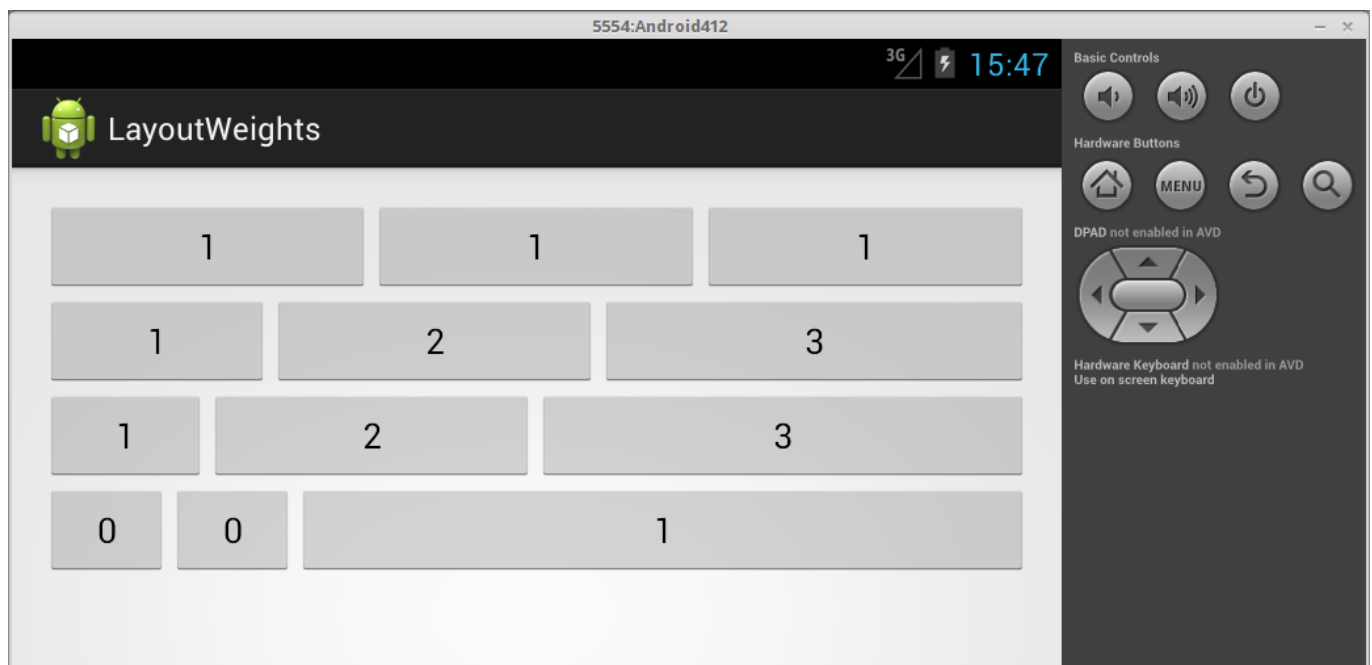 5554:Android412
3G 15:47
LayoutWeights
1 1 1
1 2 3
1 2 3
0 0 1
Basic Controls
Hardware Buttons
MENU
DPAD not enabled in AVD
Hardware Keyboard not enabled in AVD
Use on screen keyboard